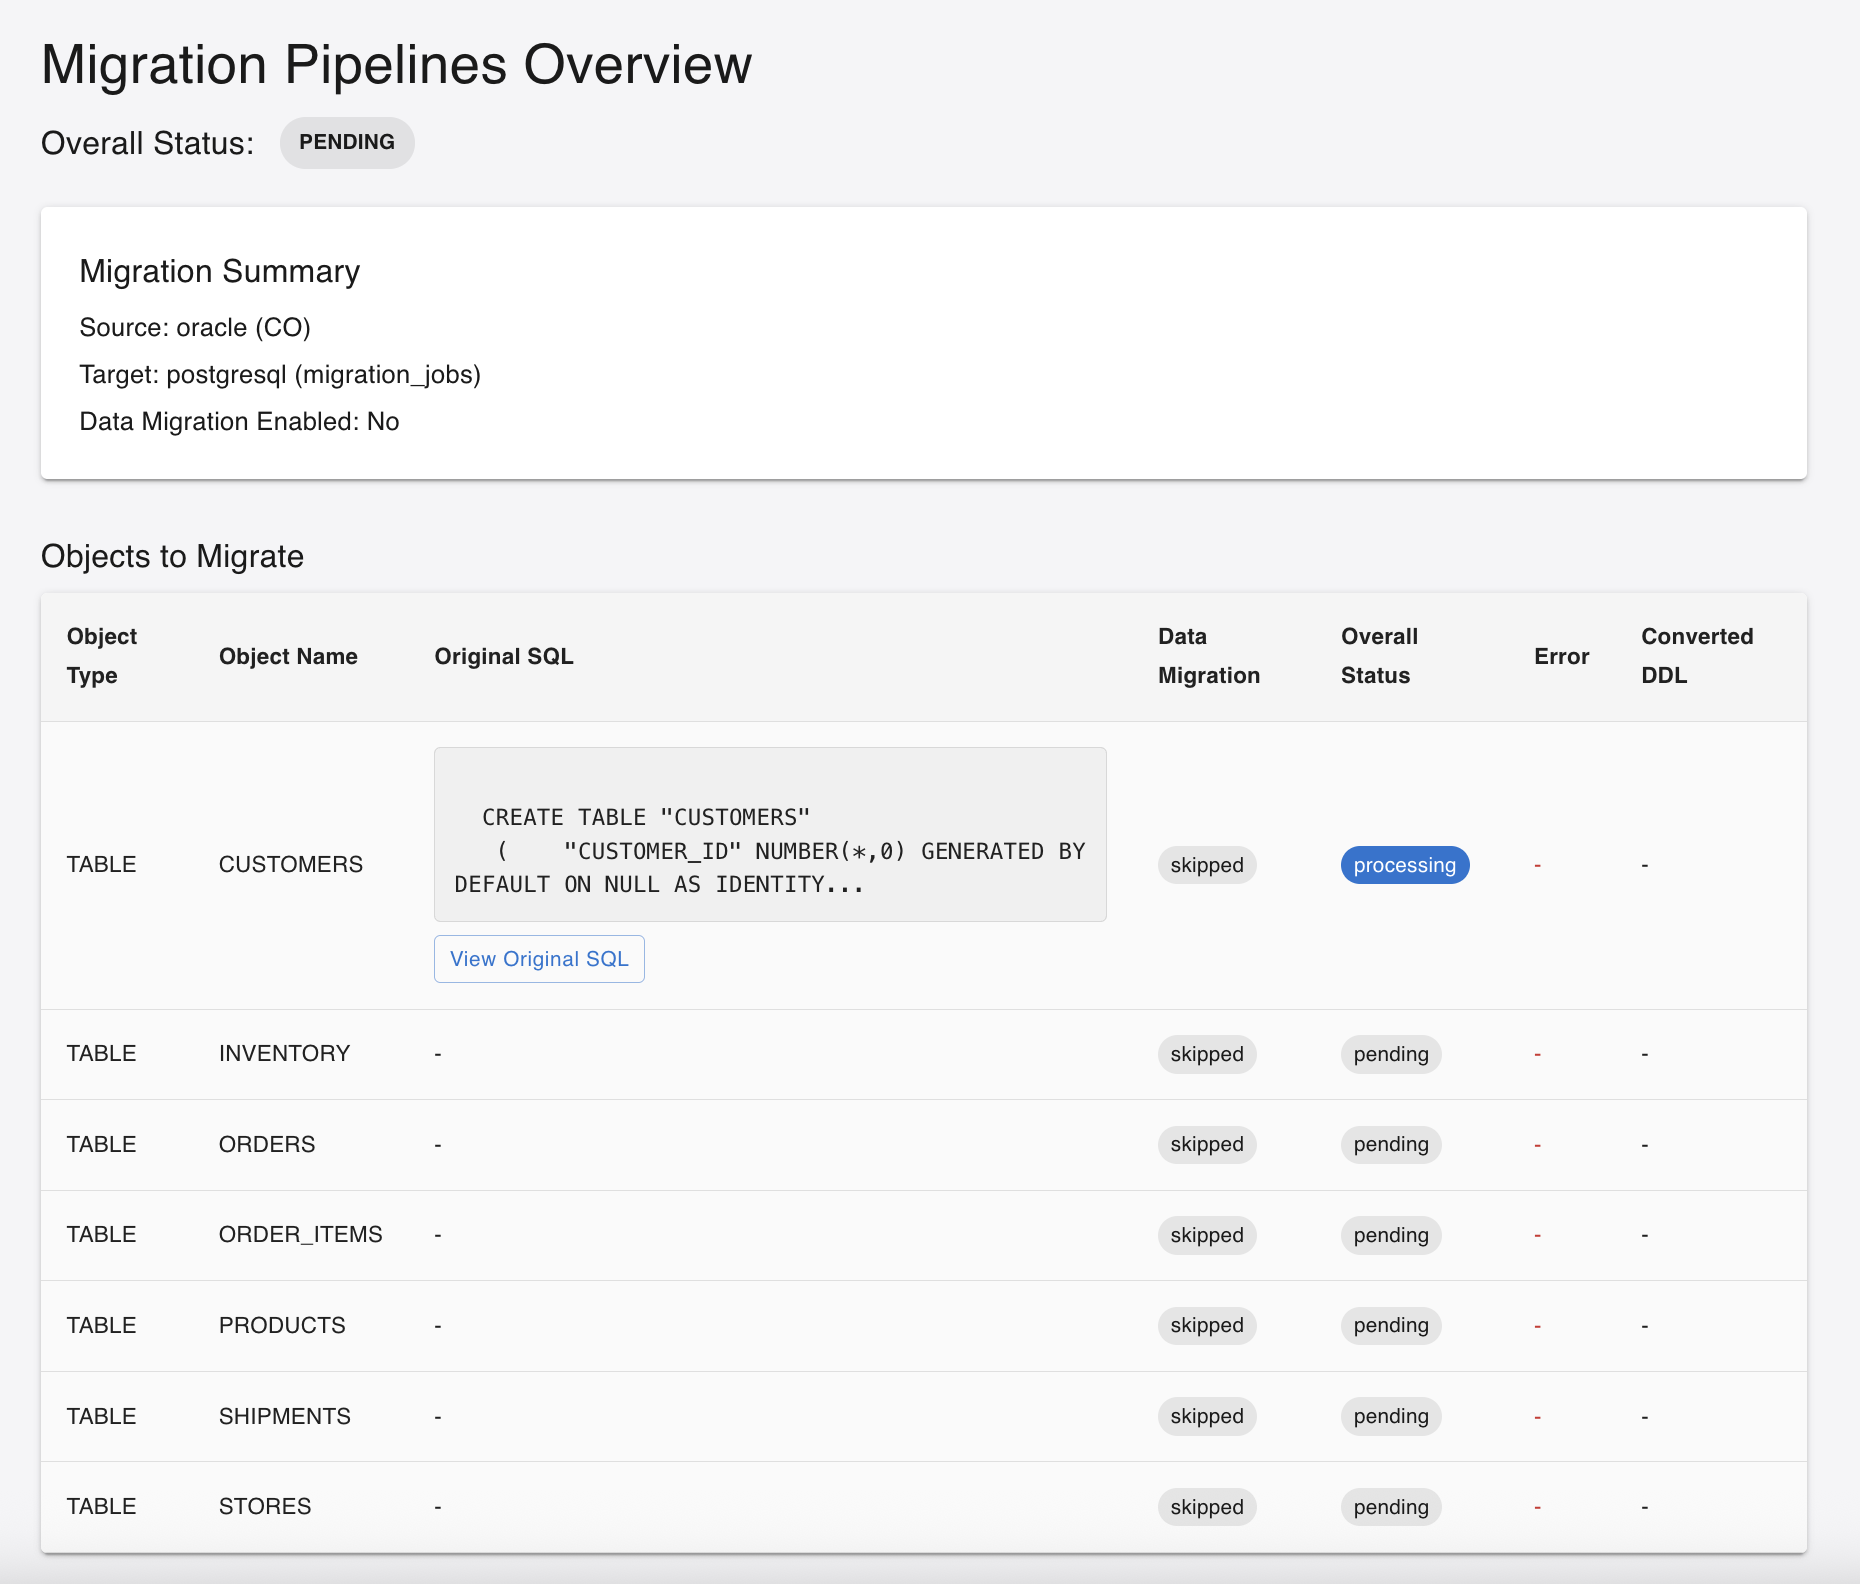 Migration Pipelines Overview
Overall Status: PENDING
Migration Summary
Source: oracle (CO)
Target: postgresql (migration_jobs)
Data Migration Enabled: No
Objects to Migrate
Object Type Object Name Original SQL Data Migration Overall Status Error Converted DDL
TABLE CUSTOMERS
CREATE TABLE "CUSTOMERS"
( "CUSTOMER_ID" NUMBER(*,0) GENERATED BY
DEFAULT ON NULL AS IDENTITY...
View Original SQL
skipped processing - -
TABLE INVENTORY - skipped pending - -
TABLE ORDERS - skipped pending - -
TABLE ORDER_ITEMS - skipped pending - -
TABLE PRODUCTS - skipped pending - -
TABLE SHIPMENTS - skipped pending - -
TABLE STORES - skipped pending - -